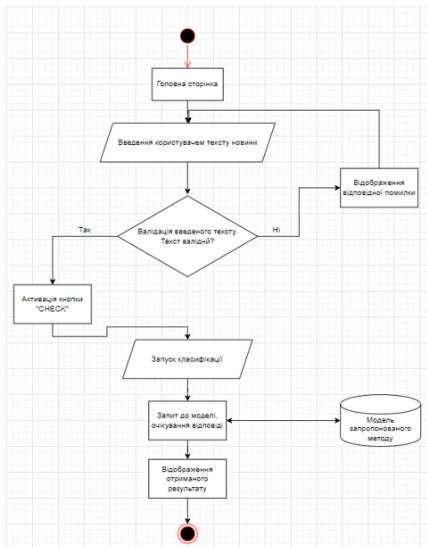 Головна сторінка
Введення користувачем тексту новини
Відображення
відповідної помилки
Валідація введеного тексту.
Текст валідний?
Так
Ні
Активація кнопки
"CHECK"
Запуск класифікації
Запит до моделі,
очікування відповіді
Модель
запропонованого
методу
Відображення
отриманого
результату